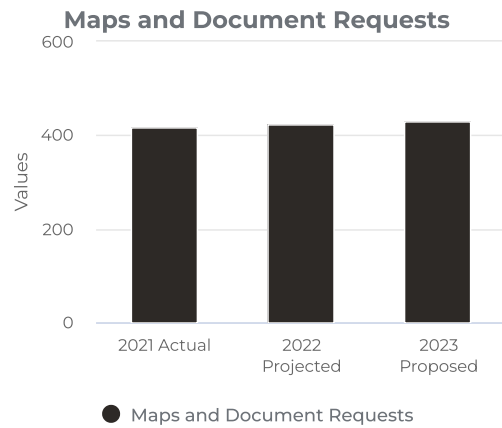 Maps and Document Requests
600
400
200
0
Values
2021 Actual
2022
Projected
2023
Proposed
Maps and Document Requests